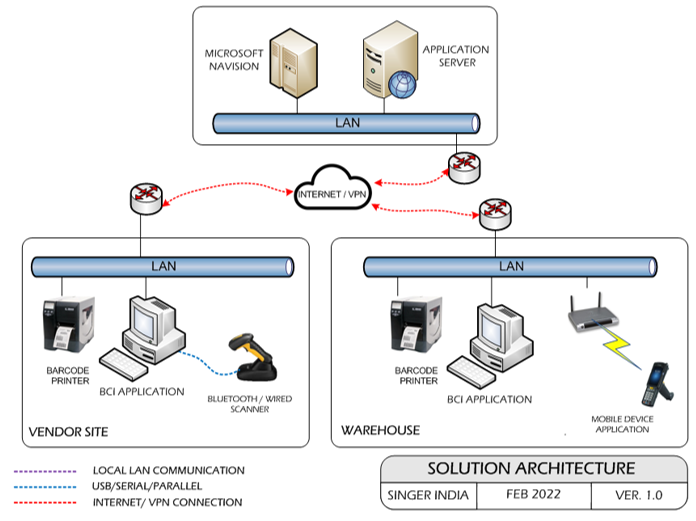 MICROSOFT
NAVISION
APPLICATION
SERVER
LAN
INTERNET / VPN
LAN
BARCODE
PRINTER
BCI APPLICATION
BLUETOOTH / WIRED
SCANNER
VENDOR SITE
LAN
BARCODE
PRINTER
BCI APPLICATION
MOBILE DEVICE
APPLICATION
WAREHOUSE
LOCAL LAN COMMUNICATION
USB/SERIAL/PARALLEL
INTERNET/ VPN CONNECTION
SOLUTION ARCHITECTURE
SINGER INDIA
FEB 2022
VER. 1.0